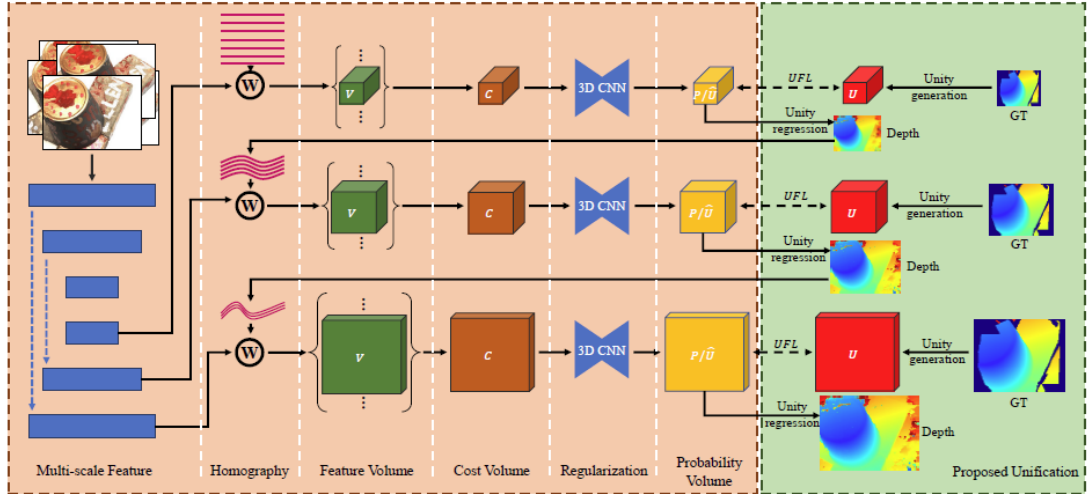 W
⋮
V
⋮
C
3D CNN
P/Û
UFL
U
Unity
generation
GT
Unity
regression
Depth
W
⋮
V
⋮
C
3D CNN
P/Û
UFL
U
Unity
generation
GT
Unity
regression
Depth
W
⋮
V
⋮
C
3D CNN
P/Û
UFL
U
Unity
generation
GT
Unity
regression
Depth
Multi-scale Feature
Homography
Feature Volume
Cost Volume
Regularization
Probability
Volume
Proposed Unification